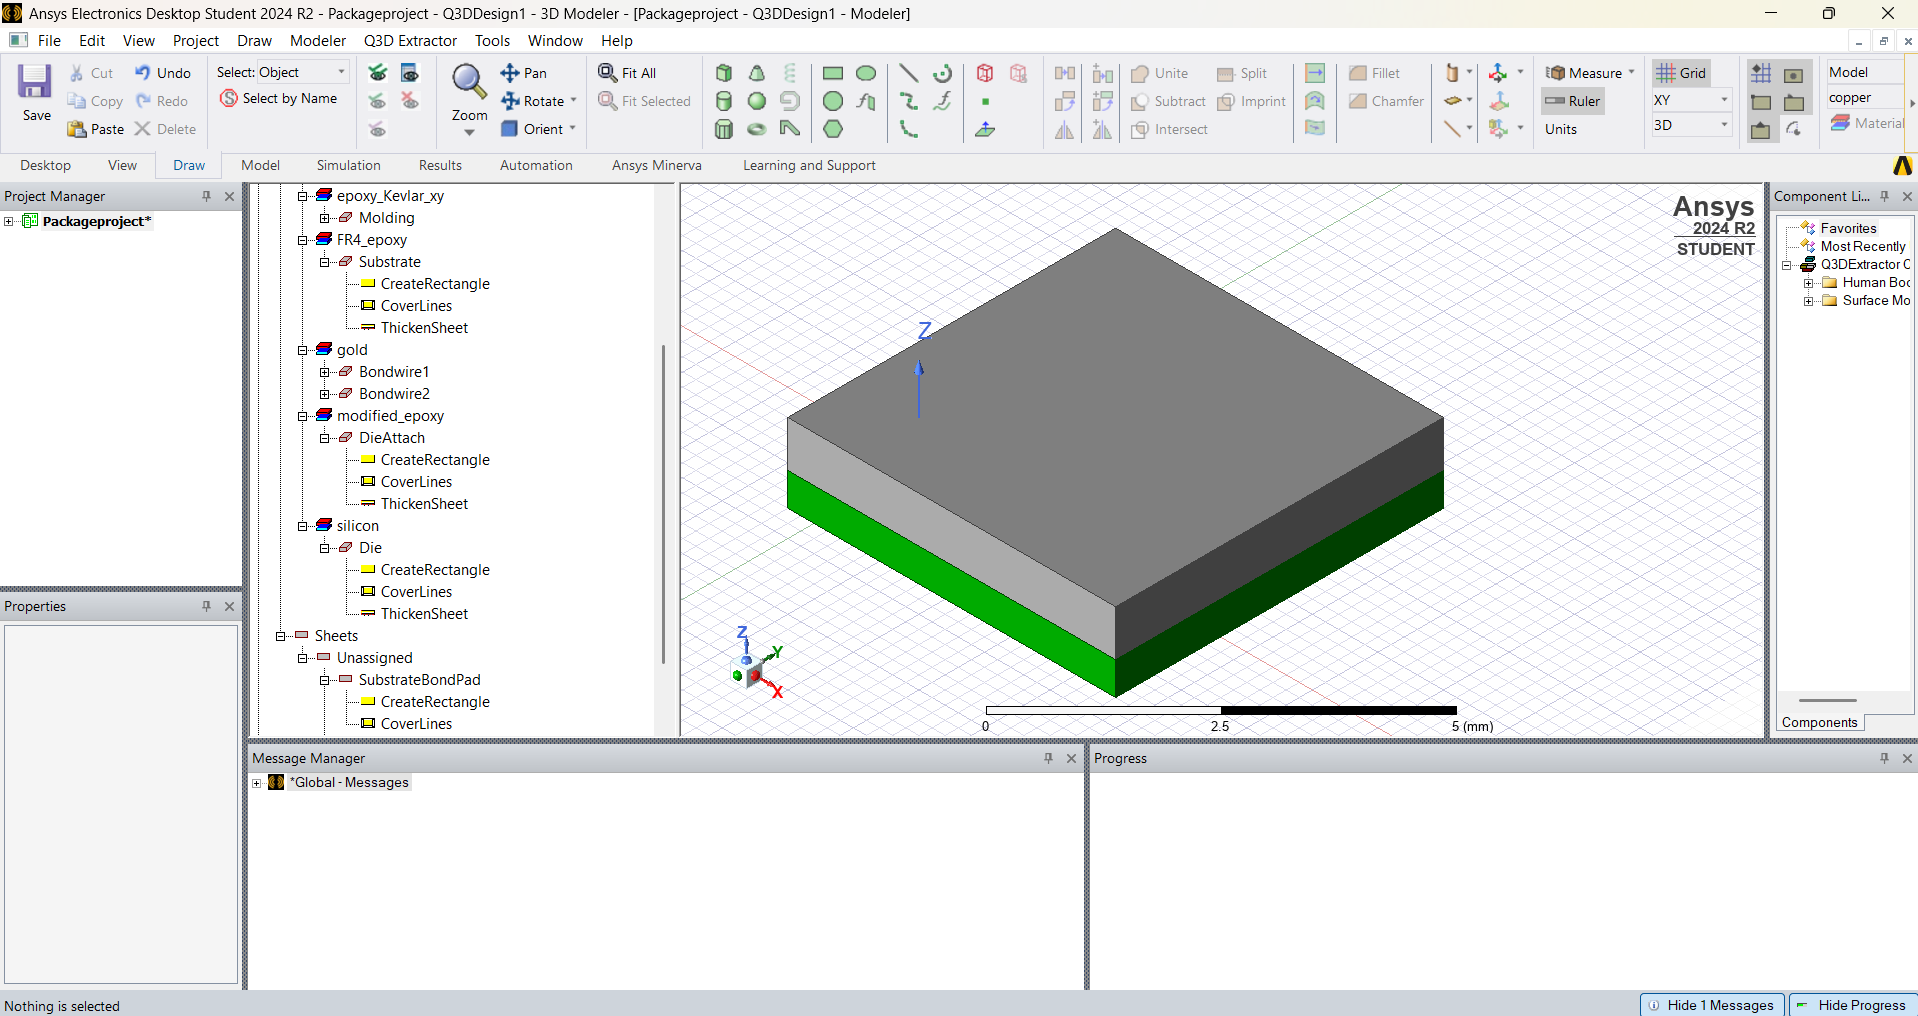 Ansys Electronics Desktop Student 2024 R2 - Packageproject - Q3DDesign1 - 3D Modeler - [Packageproject - Q3DDesign1 - Modeler]
File Edit View Project Draw Modeler Q3D Extractor Tools Window Help
Save
Cut
Copy
Paste
Undo
Redo
Delete
Select: Object
Select by Name
Zoom
Pan
Rotate
Orient
Fit All
Fit Selected
Unite
Subtract
Intersect
Split
Imprint
Fillet
Chamfer
Measure
Ruler
Units
Grid
XY
3D
Model
copper
Material
Desktop View Draw Model Simulation Results Automation Ansys Minerva Learning and Support
Project Manager
Packageproject*
Properties
epoxy_Kevlar_xy
Molding
FR4_epoxy
Substrate
CreateRectangle
CoverLines
ThickenSheet
gold
Bondwire1
Bondwire2
modified_epoxy
DieAttach
CreateRectangle
CoverLines
ThickenSheet
silicon
Die
CreateRectangle
CoverLines
ThickenSheet
Sheets
Unassigned
SubstrateBondPad
CreateRectangle
CoverLines
Ansys
2024 R2
STUDENT
Z
Z
Y
X
0 2.5 5 (mm)
Component Li...
Favorites
Most Recently
Q3DExtractor C
Human Boo
Surface Mo
Components
Message Manager
*Global - Messages
Progress
Nothing is selected
Hide 1 Messages
Hide Progress